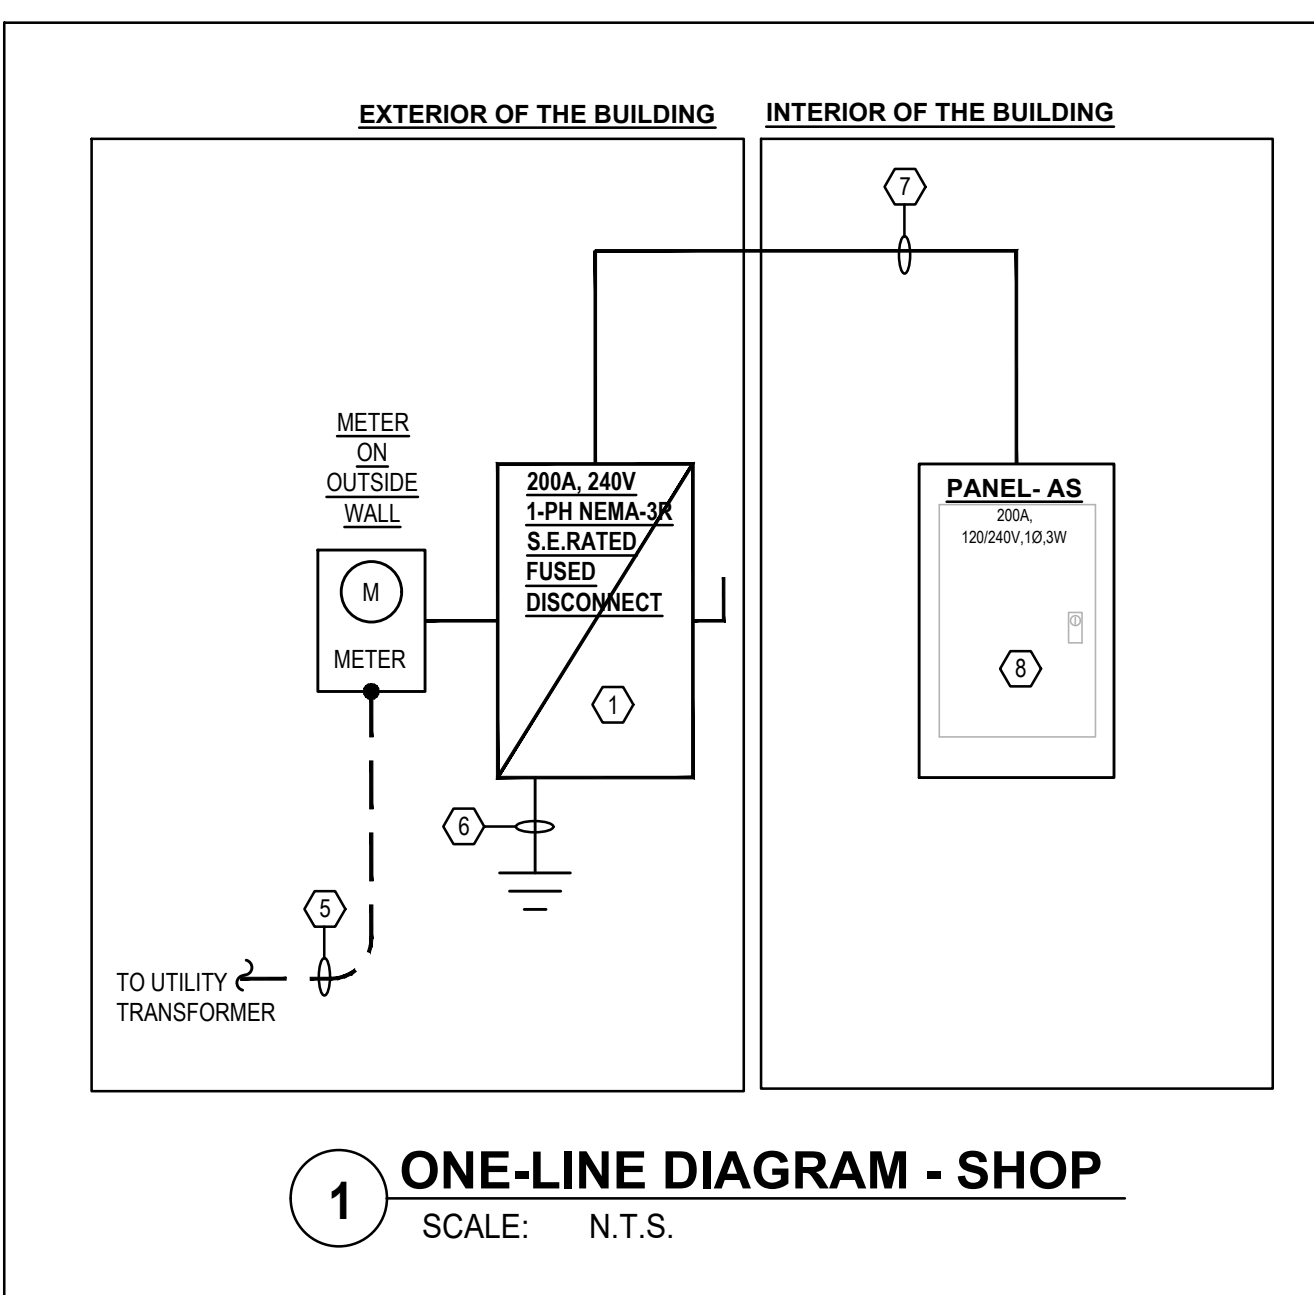 EXTERIOR OF THE BUILDING
INTERIOR OF THE BUILDING
7
METER
ON
OUTSIDE
WALL
M
METER
200A, 240V
1-PH NEMA-3R
S.E.RATED
FUSED
DISCONNECT
1
PANEL- AS
200A,
120/240V,1Ø,3W
8
6
5
TO UTILITY
TRANSFORMER
1
ONE-LINE DIAGRAM - SHOP
SCALE: N.T.S.